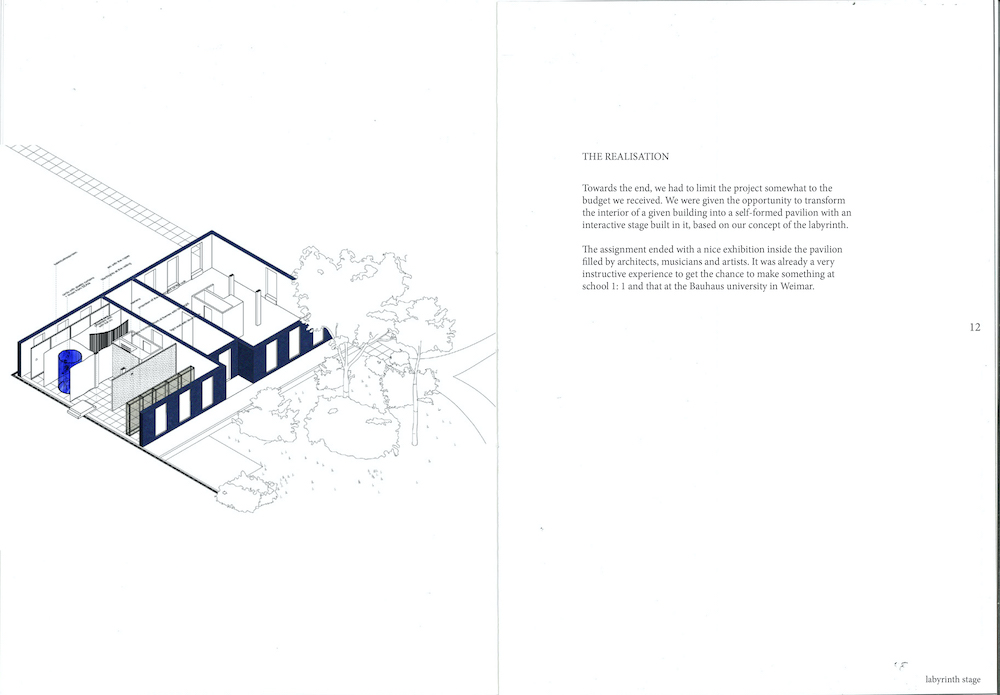 THE REALISATION
Towards the end, we had to limit the project somewhat to the
budget we received. We were given the opportunity to transform
the interior of a given building into a self-formed pavilion with an
interactive stage built in it, based on our concept of the labyrinth.
The assignment ended with a nice exhibition inside the pavilion
filled by architects, musicians and artists. It was already a very
instructive experience to get the chance to make something at
school 1: 1 and that at the Bauhaus university in Weimar.
12
labyrinth stage